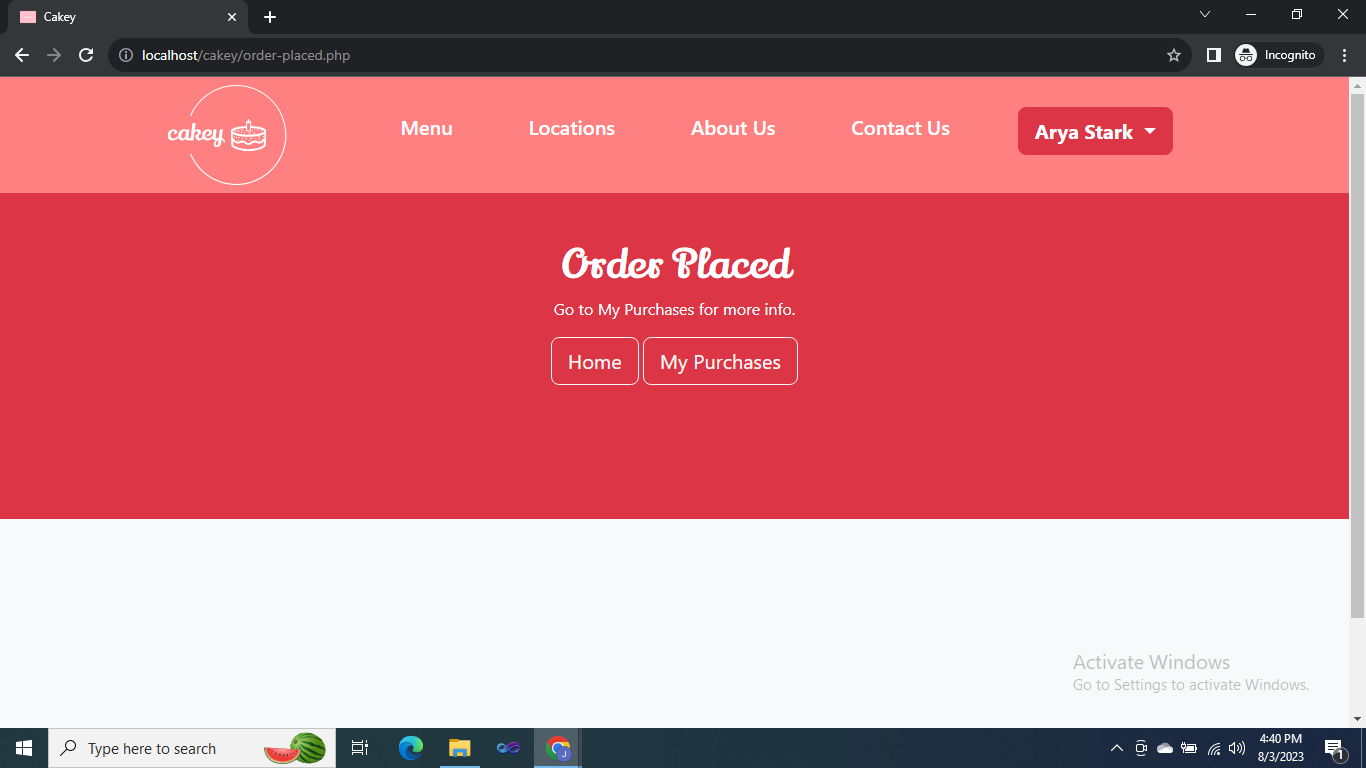 Cakey
localhost/cakey/order-placed.php
Incognito
cakey
Menu
Locations
About Us
Contact Us
Arya Stark
Order Placed
Go to My Purchases for more info.
Home
My Purchases
Activate Windows
Go to Settings to activate Windows.
Type here to search
J
4:40 PM
8/3/2023
1